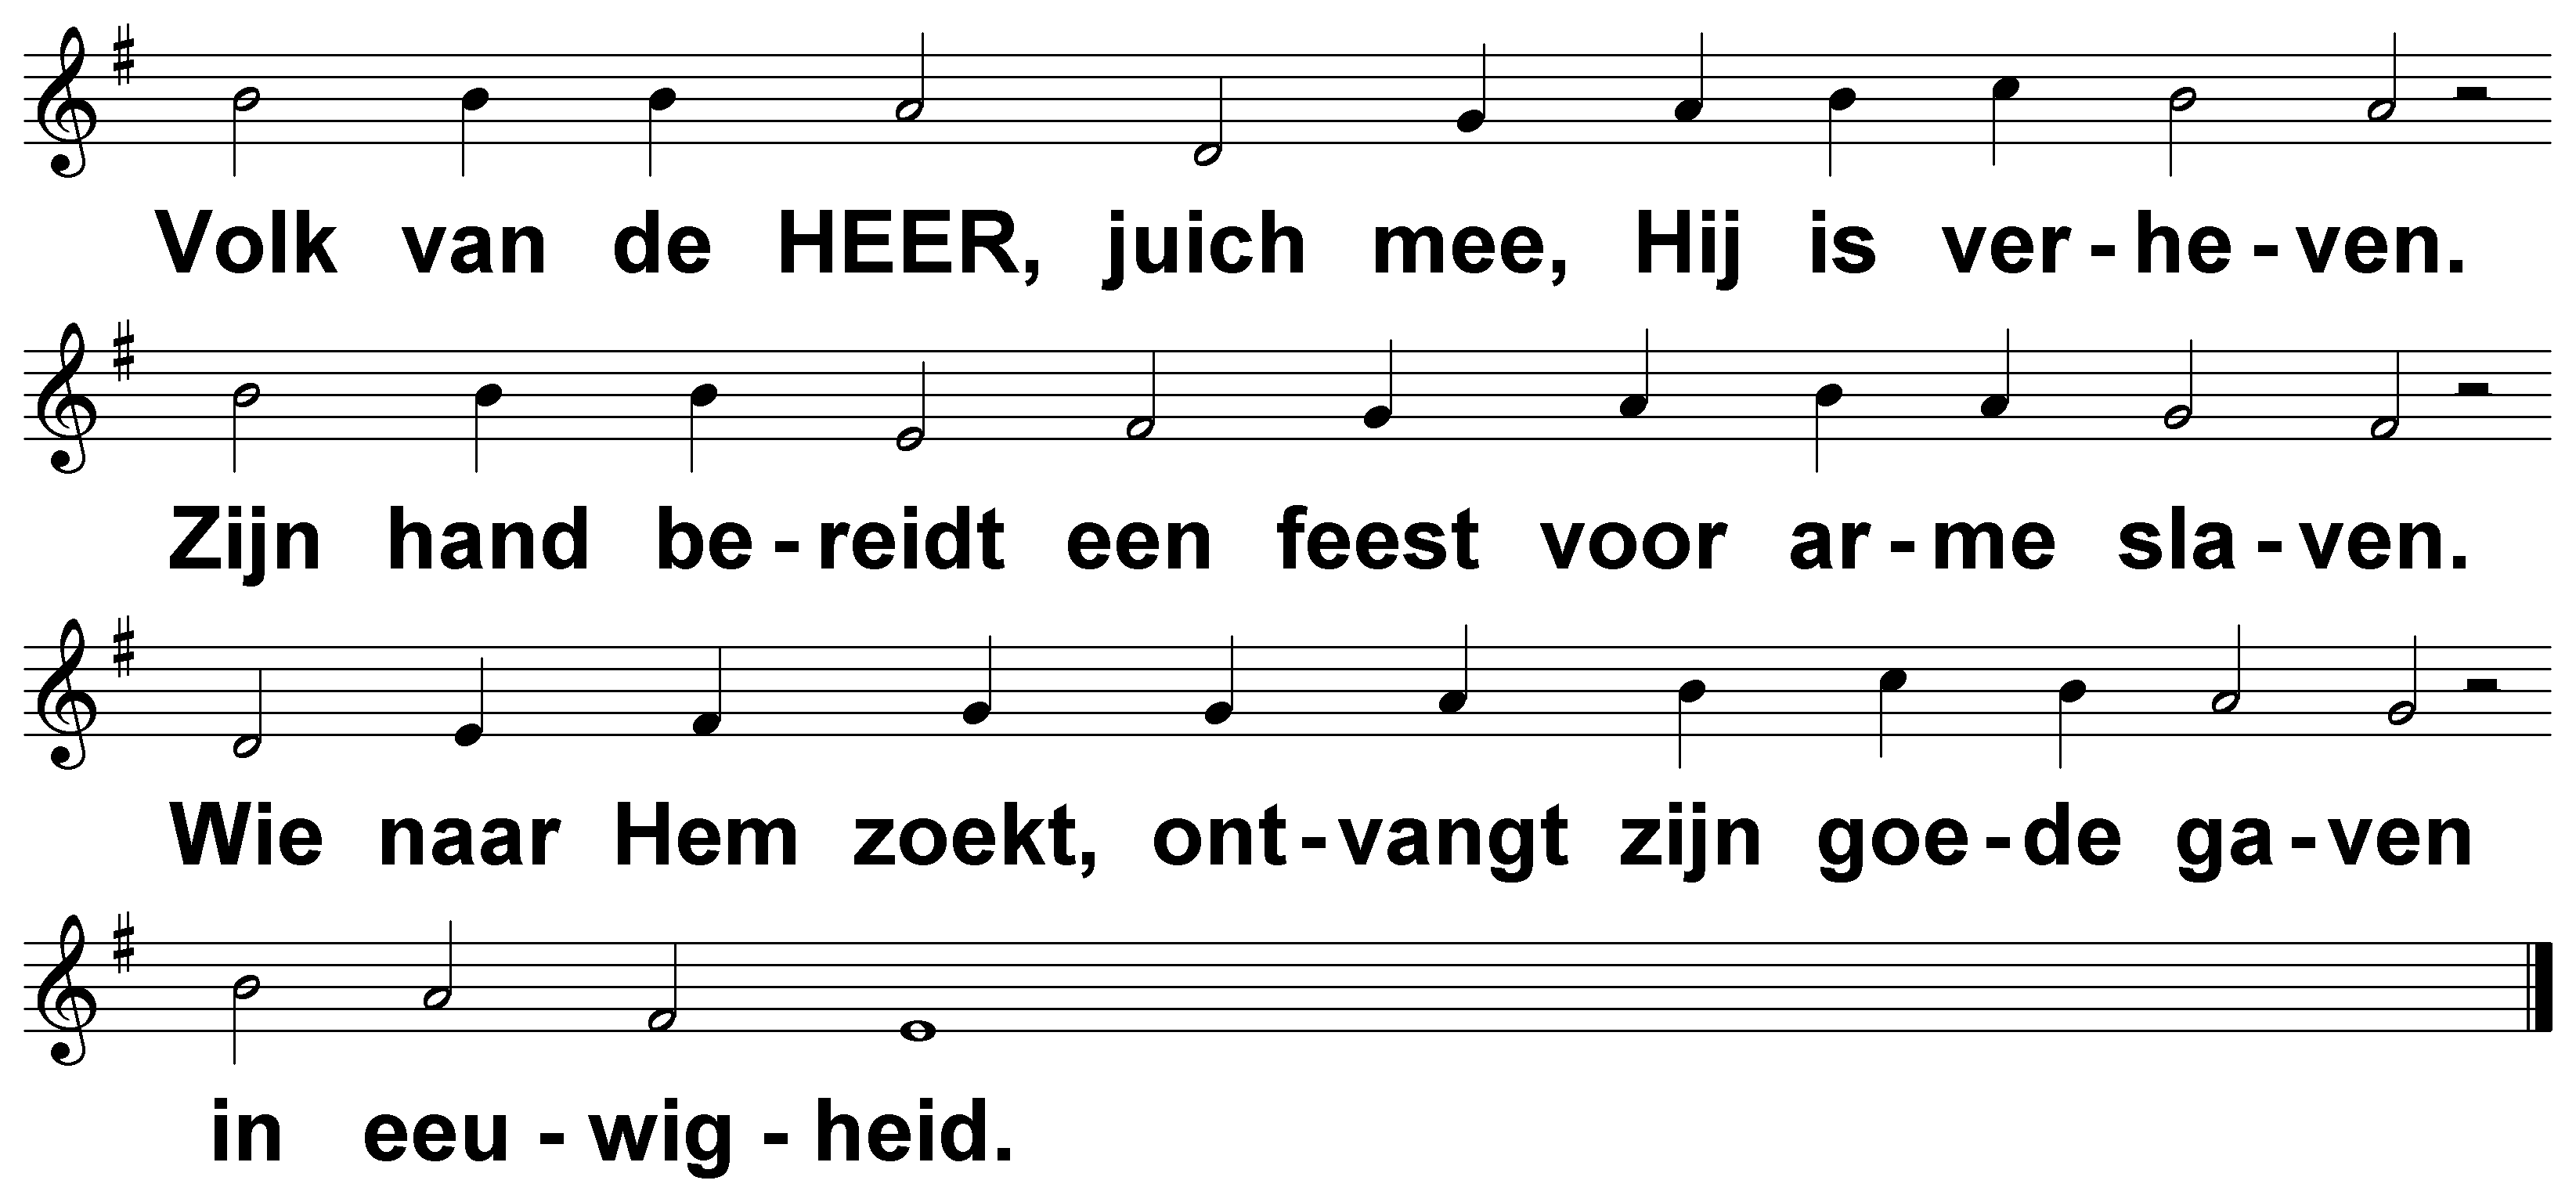 Volk van de HEER, juich mee, Hij is ver-he-ven.
Zijn hand be-reidt een feest voor ar-me sla-ven.
Wie naar Hem zoekt, ont-vangt zijn goe-de ga-ven
in eeu-wig-heid.